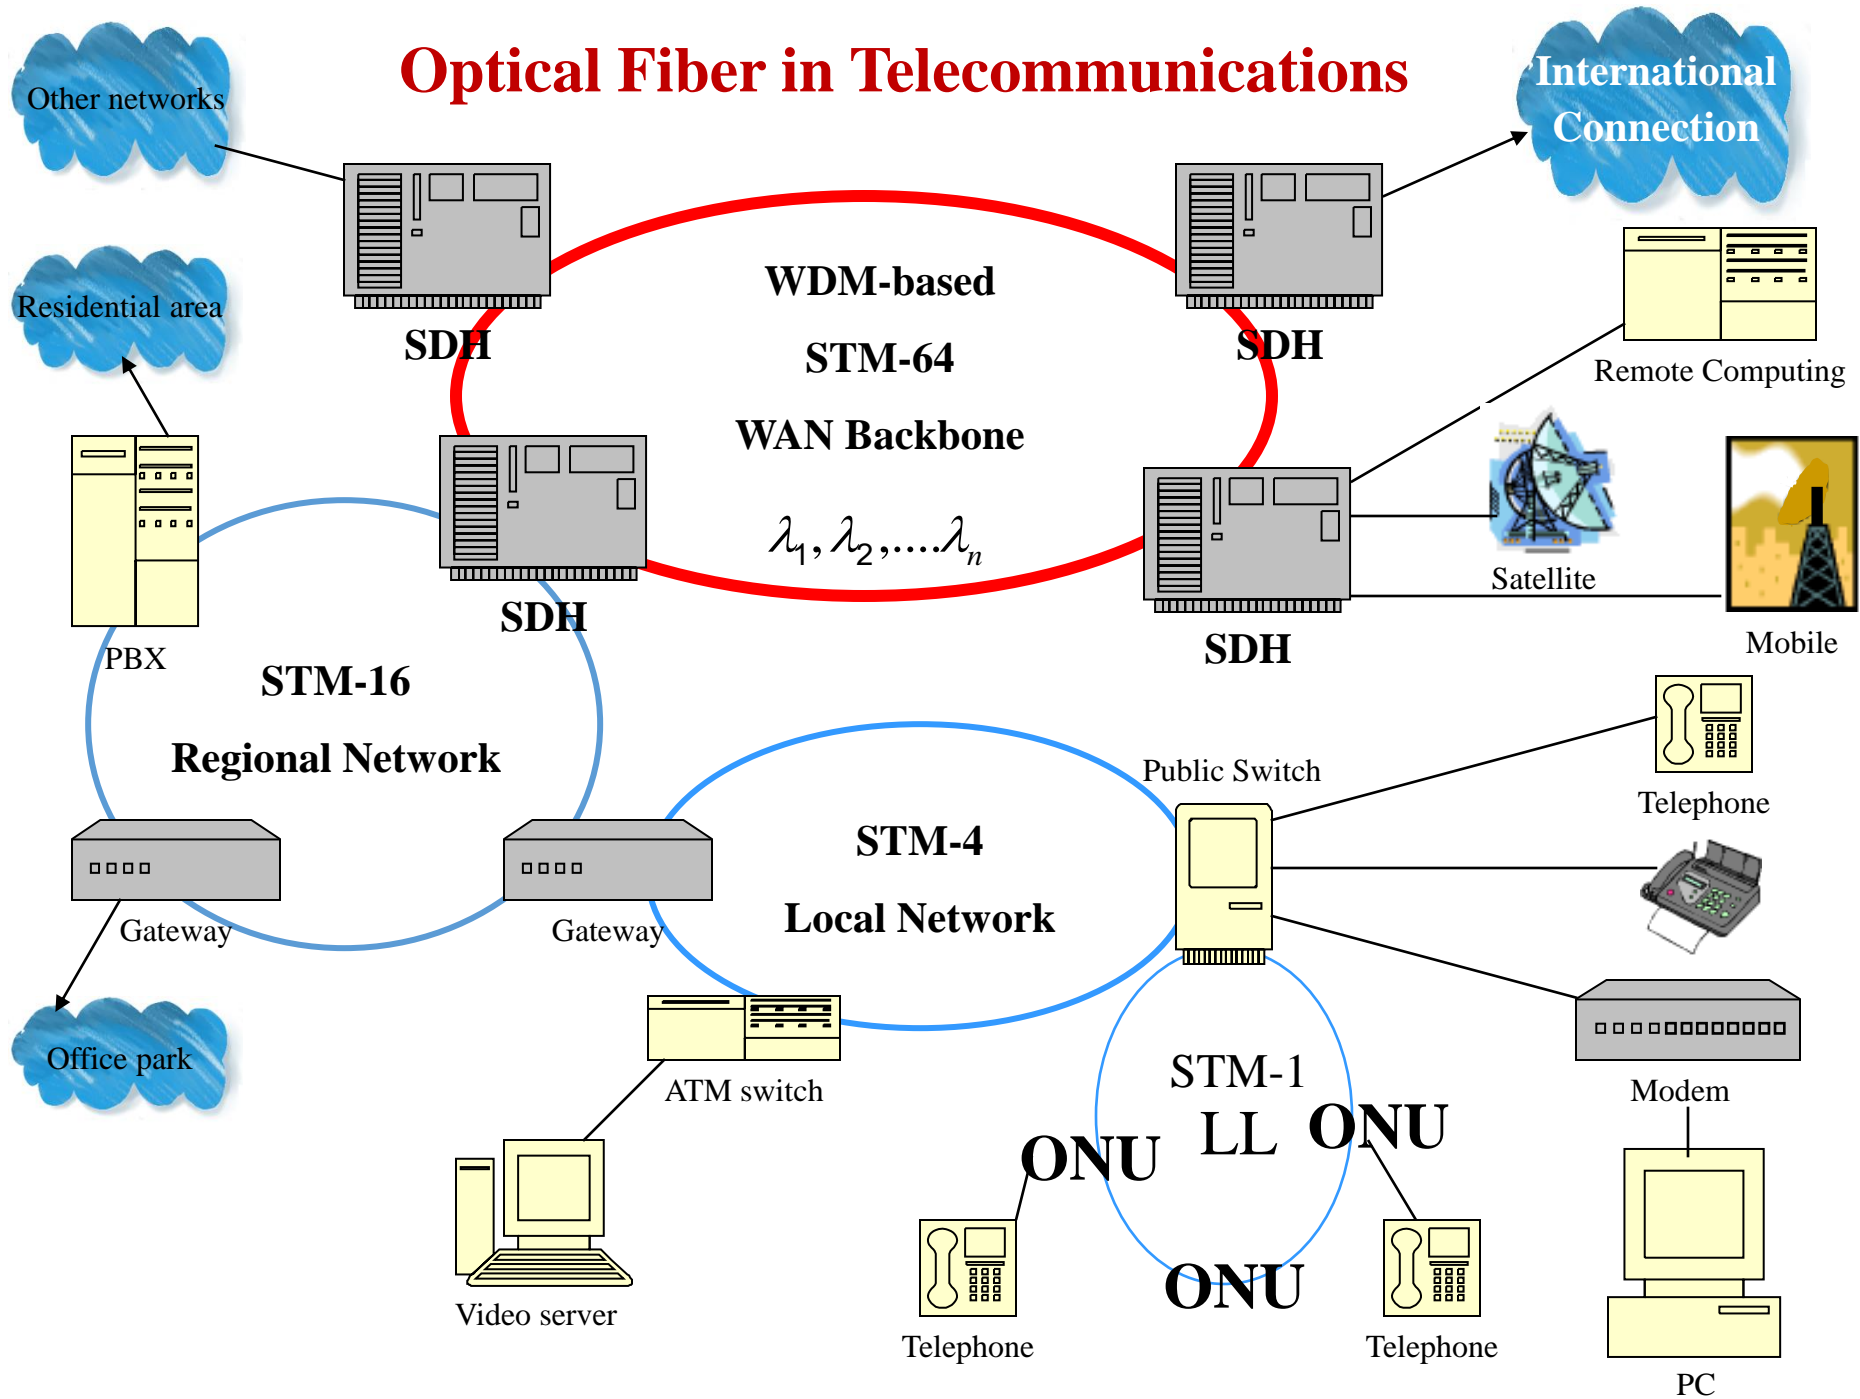 Optical Fiber in Telecommunications
Other networks
International
Connection
Residential area
SDH
WDM-based
STM-64
WAN Backbone
λ1, λ2,....λn
SDH
Remote Computing
Satellite
Mobile
SDH
SDH
PBX
STM-16
Regional Network
Public Switch
Telephone
STM-4
Local Network
Gateway
Gateway
Office park
ATM switch
STM-1
LL
ONU
ONU
ONU
Modem
Video server
Telephone
Telephone
PC